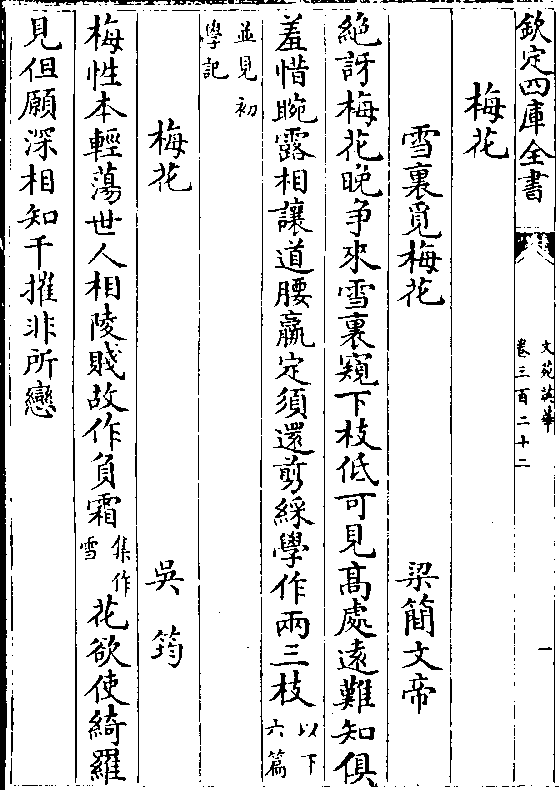 欽定四庫全書
文苑英華
卷三百二十二
一
梅花
雪裏覓梅花
梁簡文帝
絶訝梅花晚争來雪裏窺下枝低可見髙處遠難知俱
羞惜腕露相讓道腰羸定須還剪綵學作兩三枝以下六篇
並見初學記
梅花
吳筠
梅性本輕蕩世人相陵賤故作負霜集作雪花欲使綺羅
見但願深相知千摧非所戀